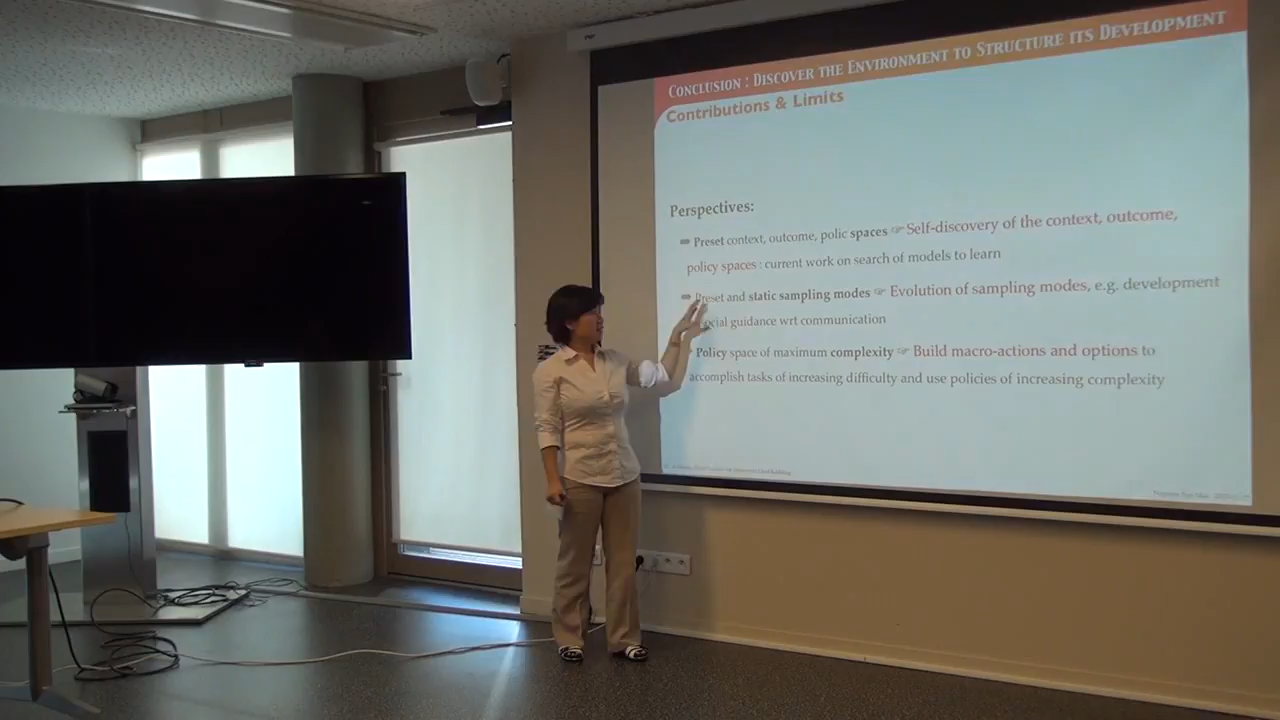 CONCLUSION : DISCOVER THE ENVIRONMENT TO STRUCTURE ITS DEVELOPMENT
Contributions & Limits
Perspectives:
➡ Preset context, outcome, polic spaces ☞ Self-discovery of the context, outcome,
policy spaces : current work on search of models to learn
➡ Preset and static sampling modes ☞ Evolution of sampling modes, e.g. development
social guidance wrt communication
Policy space of maximum complexity ☞ Build macro-actions and options to
accomplish tasks of increasing difficulty and use policies of increasing complexity